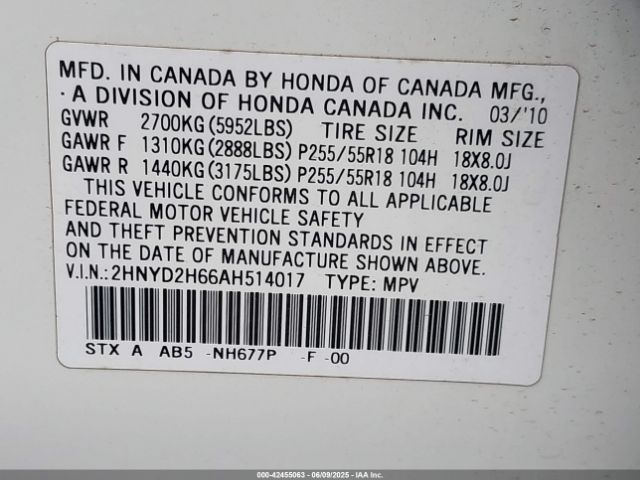 MFD. IN CANADA BY HONDA OF CANADA MFG.,
·A DIVISION OF HONDA CANADA INC. 03/'10
GVWR 2700KG(5952LBS) TIRE SIZE RIM SIZE
GAWR F 1310KG(2888LBS) P255/55R18 104H 18X8.0J
GAWR R 1440KG(3175LBS) P255/55R18 104H 18X8.0J
THIS VEHICLE CONFORMS TO ALL APPLICABLE
FEDERAL MOTOR VEHICLE SAFETY
AND THEFT PREVENTION STANDARDS IN EFFECT
ON THE DATE OF MANUFACTURE SHOWN ABOVE.
V.I.N.:2HNYD2H66AH514017 TYPE: MPV
STX A AB5 -NH677P -F -00
000-42455063 - 06/09/2025 - IAA Inc.